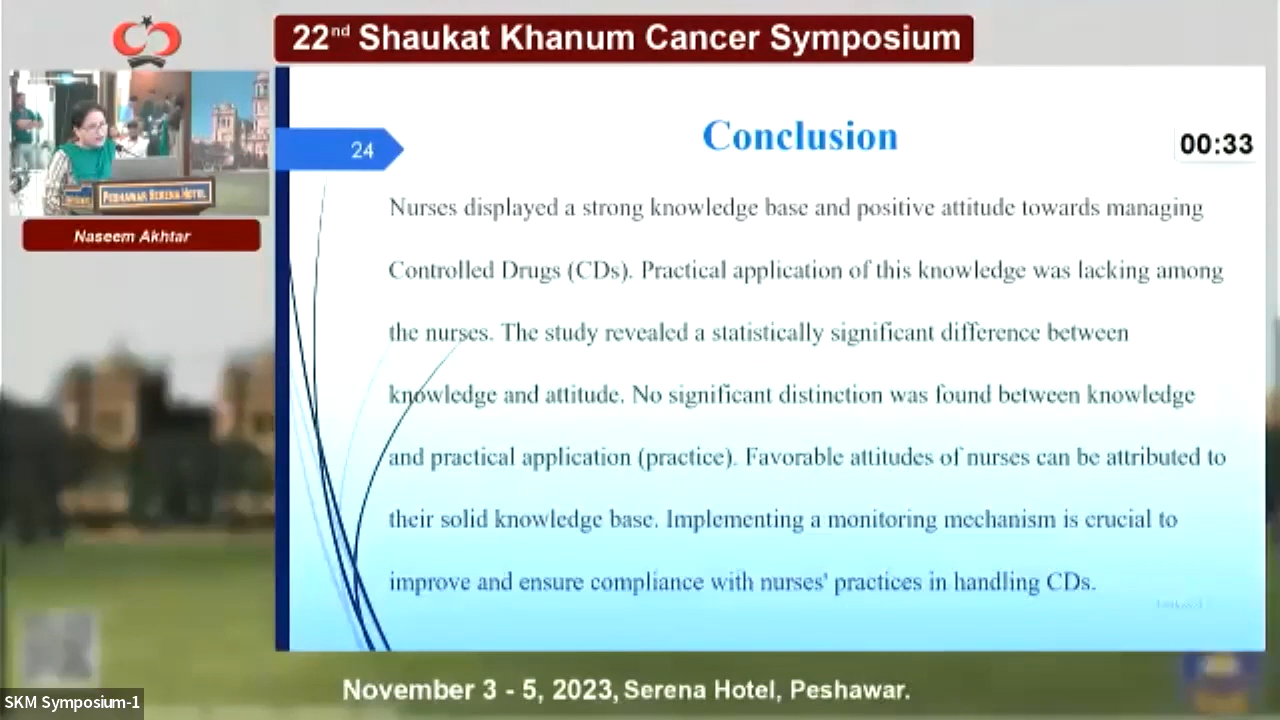 22nd Shaukat Khanum Cancer Symposium
24
Conclusion
00:33
PESHAWAR SERENA HOTEL
Naseem Akhtar
Nurses displayed a strong knowledge base and positive attitude towards managing
Controlled Drugs (CDs). Practical application of this knowledge was lacking among
the nurses. The study revealed a statistically significant difference between
knowledge and attitude. No significant distinction was found between knowledge
and practical application (practice). Favorable attitudes of nurses can be attributed to
their solid knowledge base. Implementing a monitoring mechanism is crucial to
improve and ensure compliance with nurses' practices in handling CDs.
November 3 - 5, 2023, Serena Hotel, Peshawar.
SKM Symposium-1